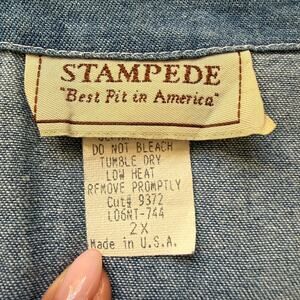 STAMPEDE
"Best Fit in America"
DO NOT BLEACH
TUMBLE DRY
LOW HEAT
REMOVE PROMPTLY
Cut# 9372
LO6NT-744
2X
Made in U.S.A.